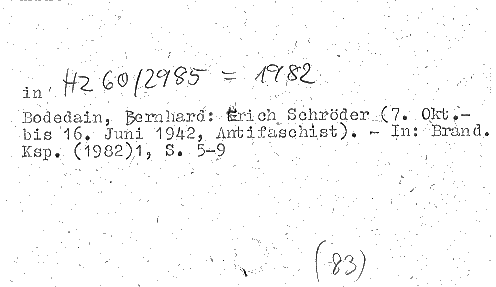 in Hz 60/2985 = 1982
Bodedain, Bernhard: Erich Schröder (7. Okt.-
bis 16. Juni 1942, Antifaschist). - In: Brand.
Ksp. (1982)1, S. 5-9
(83)